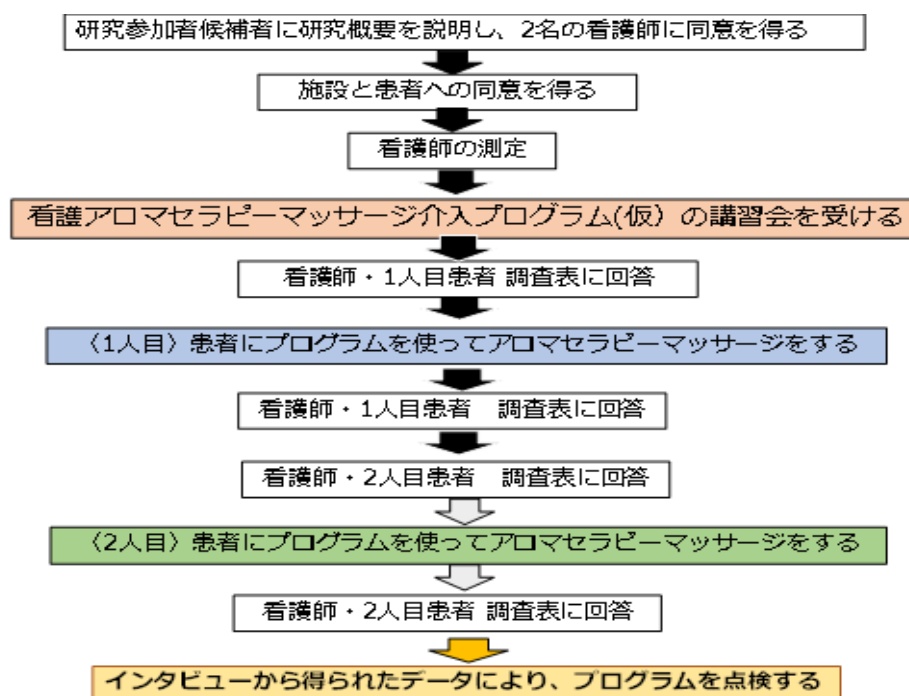 研究参加者候補者に研究概要を説明し、2名の看護師に同意を得る
施設と患者への同意を得る
看護師の測定
看護アロマセラピーマッサージ介入プログラム(仮）の講習会を受ける
看護師・1人目患者 調査表に回答
〈1人目〉患者にプログラムを使ってアロマセラピーマッサージをする
看護師・1人目患者　調査表に回答
看護師・2人目患者　調査表に回答
〈2人目〉患者にプログラムを使ってアロマセラピーマッサージをする
看護師・2人目患者 調査表に回答
インタビューから得られたデータにより、プログラムを点検する